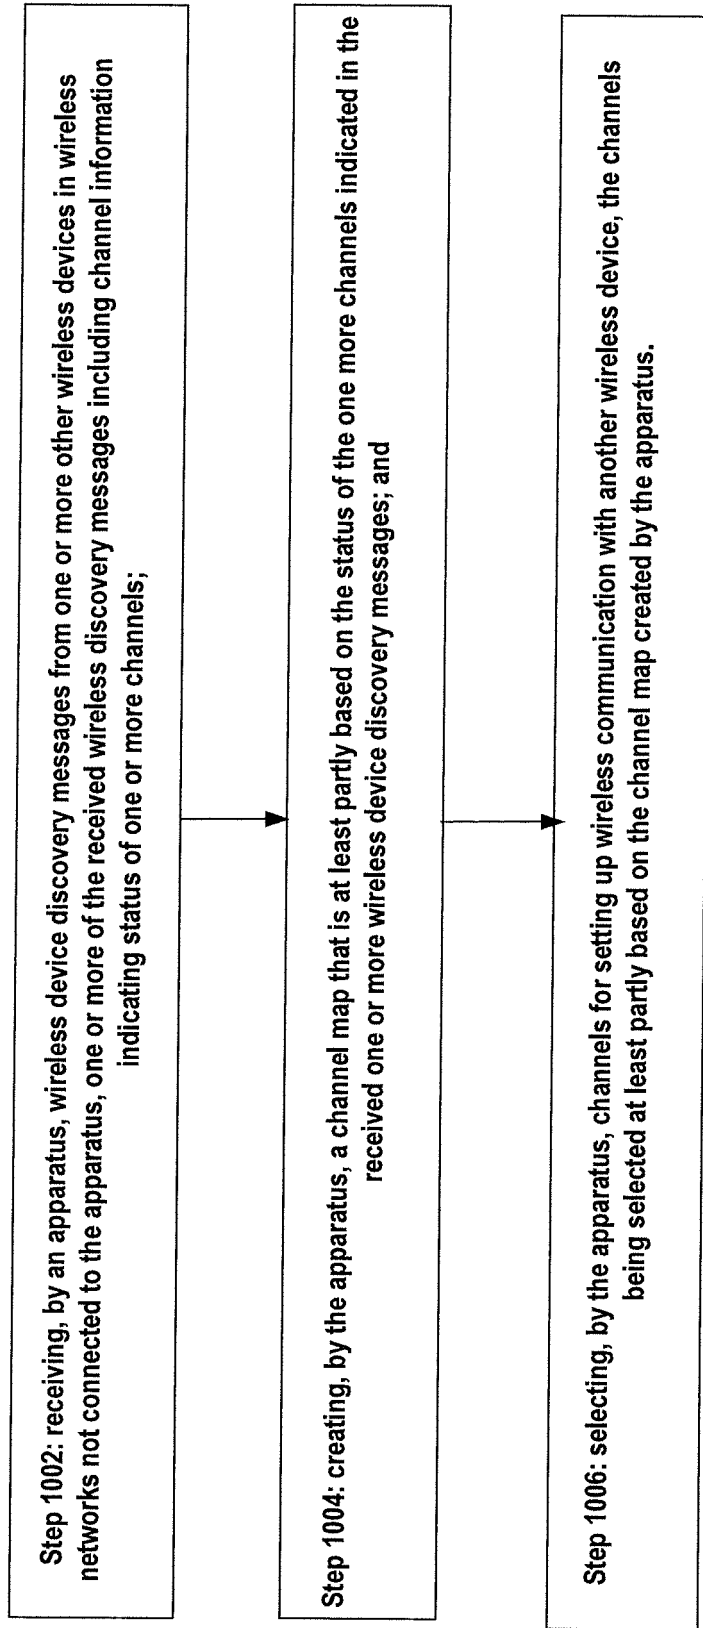 Step 1002: receiving, by an apparatus, wireless device discovery messages from one or more other wireless devices in wireless
networks not connected to the apparatus, one or more of the received wireless discovery messages including channel information
indicating status of one or more channels;
Step 1004: creating, by the apparatus, a channel map that is at least partly based on the status of the one more channels indicated in the
received one or more wireless device discovery messages; and
Step 1006: selecting, by the apparatus, channels for setting up wireless communication with another wireless device, the channels
being selected at least partly based on the channel map created by the apparatus.